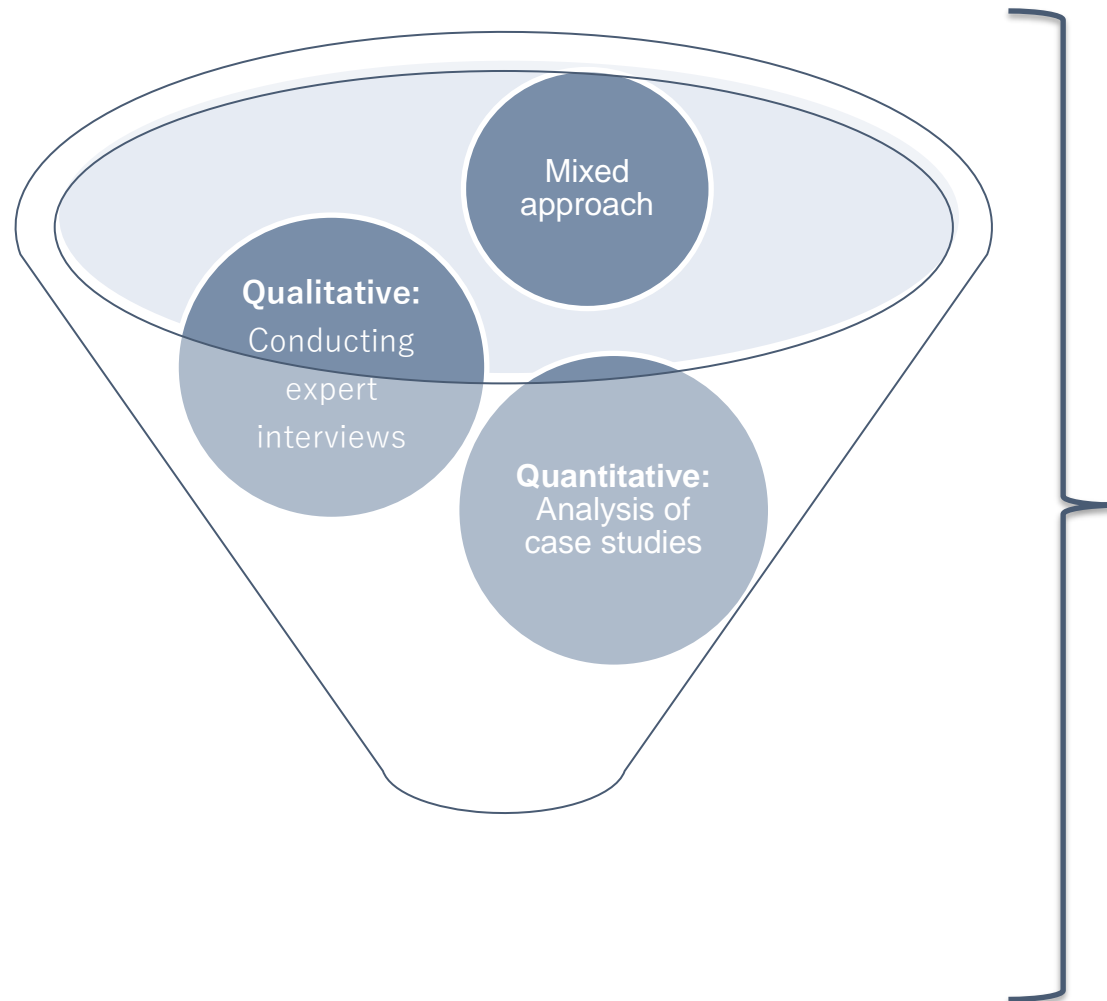 Mixed
approach
Qualitative:
Conducting
expert
interviews
Quantitative:
Analysis of
case studies